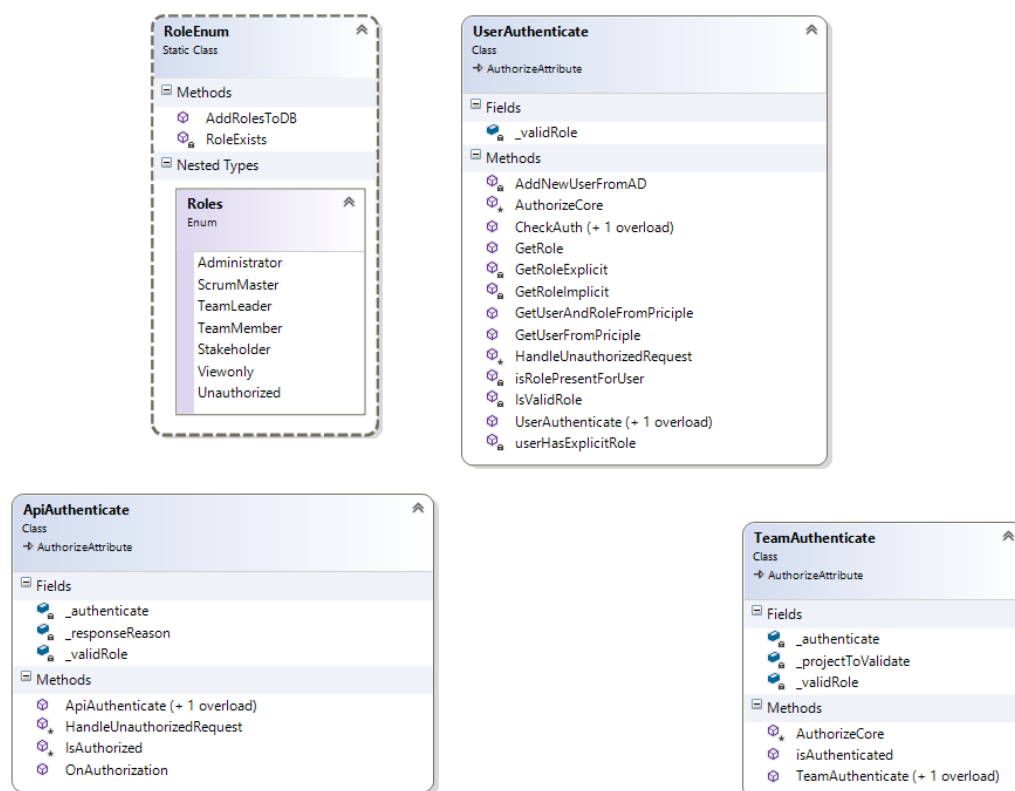 RoleEnum
Static Class
Methods
AddRolesToDB
RoleExists
Nested Types
Roles
Enum
Administrator
ScrumMaster
TeamLeader
TeamMember
Stakeholder
Viewonly
Unauthorized
UserAuthenticate
Class
AuthorizeAttribute
Fields
_validRole
Methods
AddNewUserFromAD
AuthorizeCore
CheckAuth (+ 1 overload)
GetRole
GetRoleExplicit
GetRoleImplicit
GetUserAndRoleFromPriciple
GetUserFromPriciple
HandleUnauthorizedRequest
isRolePresentForUser
IsValidRole
UserAuthenticate (+ 1 overload)
userHasExplicitRole
ApiAuthenticate
Class
AuthorizeAttribute
Fields
_authenticate
_responseReason
_validRole
Methods
ApiAuthenticate (+ 1 overload)
HandleUnauthorizedRequest
IsAuthorized
OnAuthorization
TeamAuthenticate
Class
AuthorizeAttribute
Fields
_authenticate
_projectToValidate
_validRole
Methods
AuthorizeCore
isAuthenticated
TeamAuthenticate (+ 1 overload)